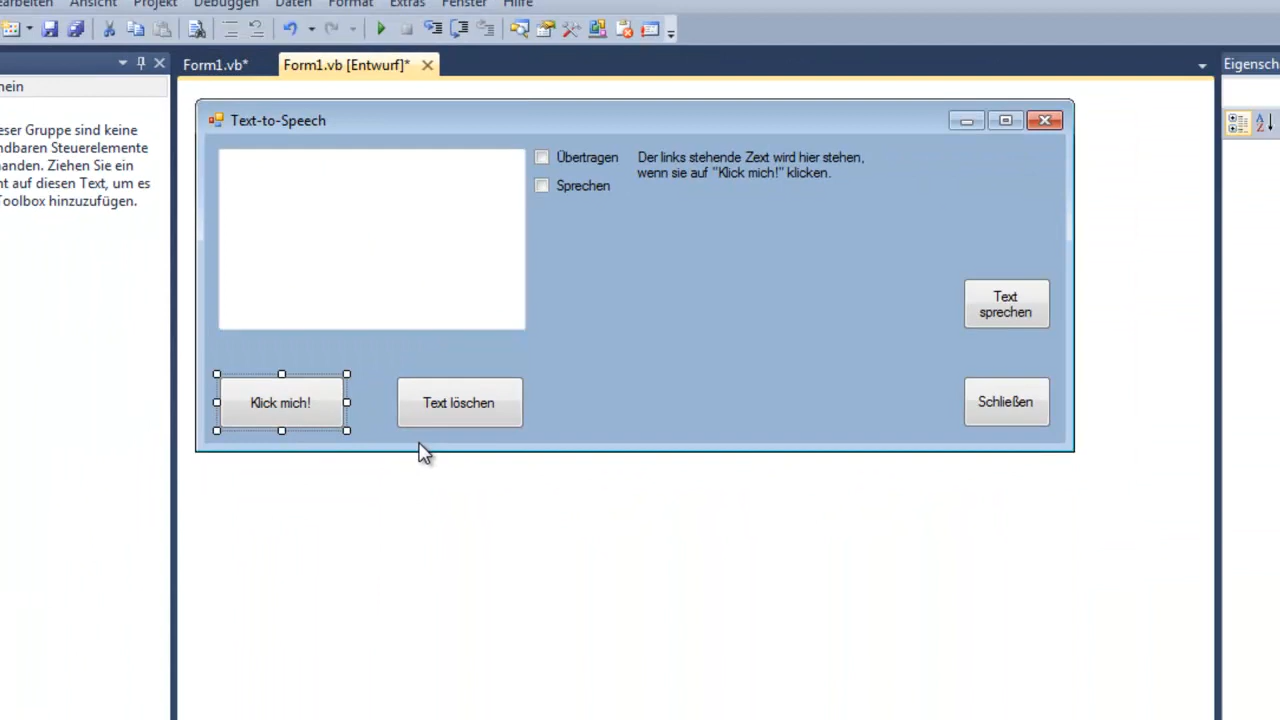 earbeiten Ansicht Projekt Debuggen Daten Format Extras Fenster Hilfe
Form1.vb* Form1.vb [Entwurf]* Eigensch
nein
eser Gruppe sind keine
ndbaren Steuerelemente
anden. Ziehen Sie ein
nt auf diesen Text, um es
Toolbox hinzuzufügen.
Text-to-Speech
Übertragen
Sprechen
Der links stehende Zext wird hier stehen,
wenn sie auf "Klick mich!" klicken.
Text
sprechen
Klick mich!
Text löschen
Schließen